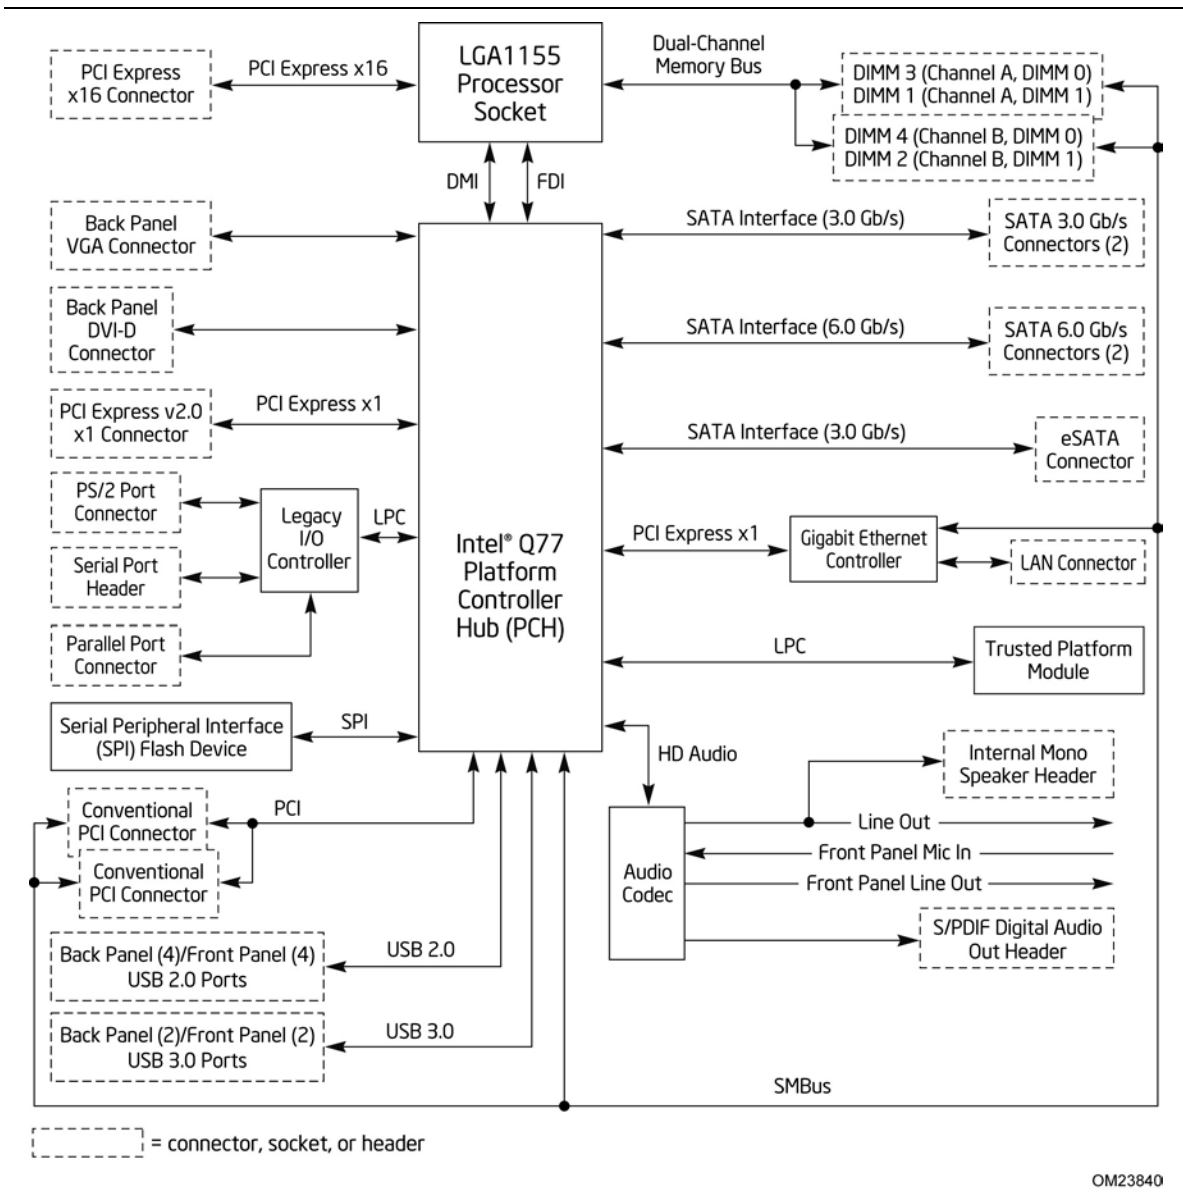 PCI Express
x16 Connector
PCI Express x16
LGA1155
Processor
Socket
Dual-Channel
Memory Bus
DIMM 3 (Channel A, DIMM 0)
DIMM 1 (Channel A, DIMM 1)
DIMM 4 (Channel B, DIMM 0)
DIMM 2 (Channel B, DIMM 1)
DMI
FDI
Back Panel
VGA Connector
SATA Interface (3.0 Gb/s)
SATA 3.0 Gb/s
Connectors (2)
Back Panel
DVI-D
Connector
SATA Interface (6.0 Gb/s)
SATA 6.0 Gb/s
Connectors (2)
PCI Express v2.0
x1 Connector
PCI Express x1
SATA Interface (3.0 Gb/s)
eSATA
Connector
PS/2 Port
Connector
Legacy
I/O
Controller
LPC
Serial Port
Header
Parallel Port
Connector
Intel® Q77
Platform
Controller
Hub (PCH)
PCI Express x1
Gigabit Ethernet
Controller
LAN Connector
LPC
Trusted Platform
Module
Serial Peripheral Interface
(SPI) Flash Device
SPI
HD Audio
Internal Mono
Speaker Header
Conventional
PCI Connector
PCI
Conventional
PCI Connector
Audio
Codec
Line Out
Front Panel Mic In
Front Panel Line Out
S/PDIF Digital Audio
Out Header
Back Panel (4)/Front Panel (4)
USB 2.0 Ports
USB 2.0
Back Panel (2)/Front Panel (2)
USB 3.0 Ports
USB 3.0
SMBus
= connector, socket, or header
OM23840